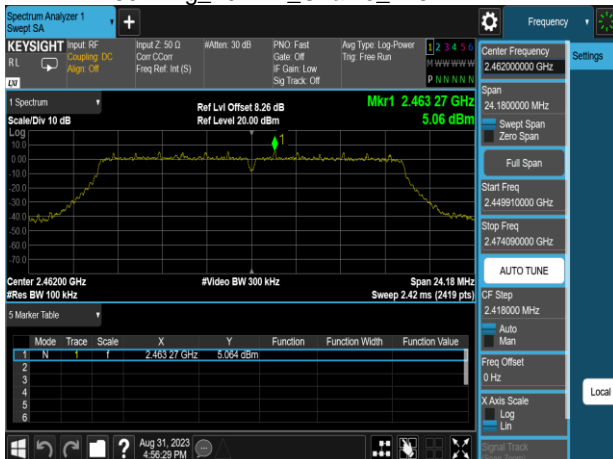 Spectrum Analyzer 1
Swept SA
+
Frequency
KEYSIGHT
RL
LXI
Input: RF
Coupling: DC
Align: Off
Input Z: 50 Ω
Corr CCorr
Freq Ref: Int (S)
#Atten: 30 dB
PNO: Fast
Gate: Off
IF Gain: Low
Sig Track: Off
Avg Type: Log-Power
Trig: Free Run
1 2 3 4 5 6
M W W W W W
P N N N N N
Center Frequency
2.462000000 GHz
Settings
Span
24.1800000 MHz
Swept Span
Zero Span
Full Span
Start Freq
2.449910000 GHz
Stop Freq
2.474090000 GHz
AUTO TUNE
CF Step
2.418000 MHz
Auto
Man
Freq Offset
0 Hz
X Axis Scale
Log
Lin
Signal Track
Local
1 Spectrum
Scale/Div 10 dB
Ref Lvl Offset 8.26 dB
Ref Level 20.00 dBm
Mkr1 2.463 27 GHz
5.06 dBm
Log
10.0
0.00
-10.0
-20.0
-30.0
-40.0
-50.0
-60.0
-70.0
1
Center 2.46200 GHz
#Res BW 100 kHz
#Video BW 300 kHz
Span 24.18 MHz
Sweep 2.42 ms (2419 pts)
5 Marker Table
Mode Trace Scale X Y Function Function Width Function Value
1 N 1 f 2.463 27 GHz 5.064 dBm
2
3
4
5
6
?
Aug 31, 2023
4:56:29 PM